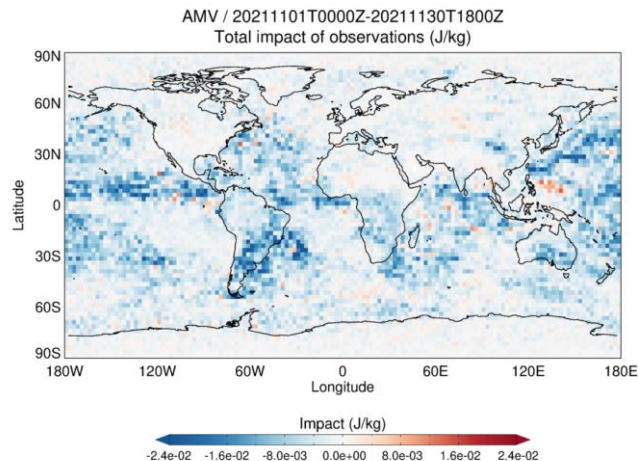 AMV / 20211101T0000Z-20211130T1800Z
Total impact of observations (J/kg)
90N
60N
30N
0
30S
60S
90S
Latitude
180W 120W 60W 0 60E 120E 180E
Longitude
Impact (J/kg)
-2.4e-02 -1.6e-02 -8.0e-03 0.0e+00 8.0e-03 1.6e-02 2.4e-02